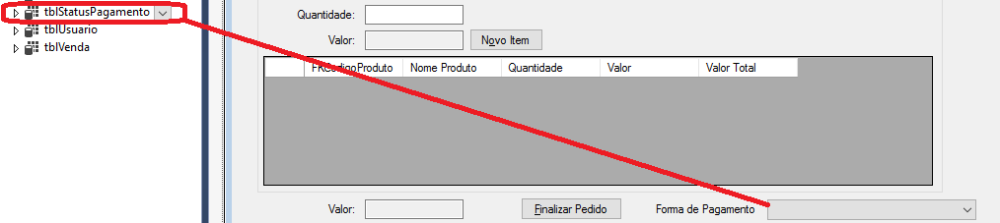 tblStatusPagamento
tblUsuario
tblVenda
Quantidade:
Valor:
Novo Item
FKCodigoProduto Nome Produto Quantidade Valor Valor Total
Valor:
Finalizar Pedido
Forma de Pagamento